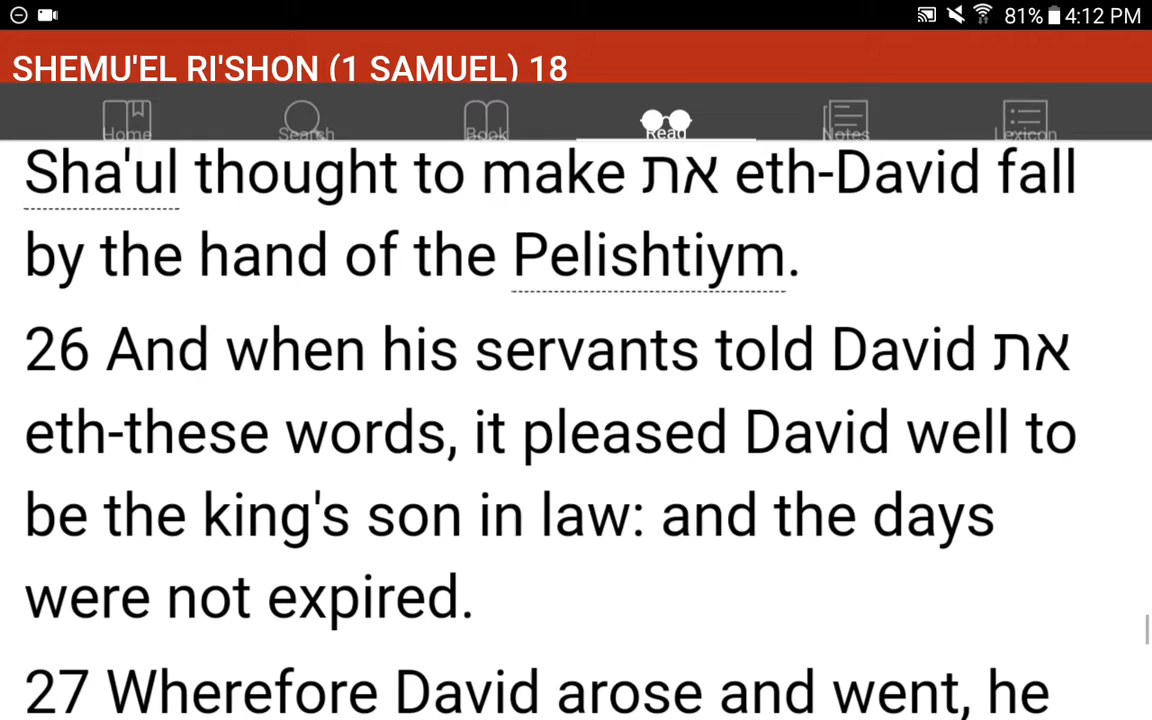 81% 4:12 PM
SHEMU'EL RI'SHON (1 SAMUEL) 18
Home Search Book Read Notes Lexicon
Sha'ul thought to make את eth-David fall
by the hand of the Pelishtiym.
26 And when his servants told David את
eth-these words, it pleased David well to
be the king's son in law: and the days
were not expired.
27 Wherefore David arose and went, he